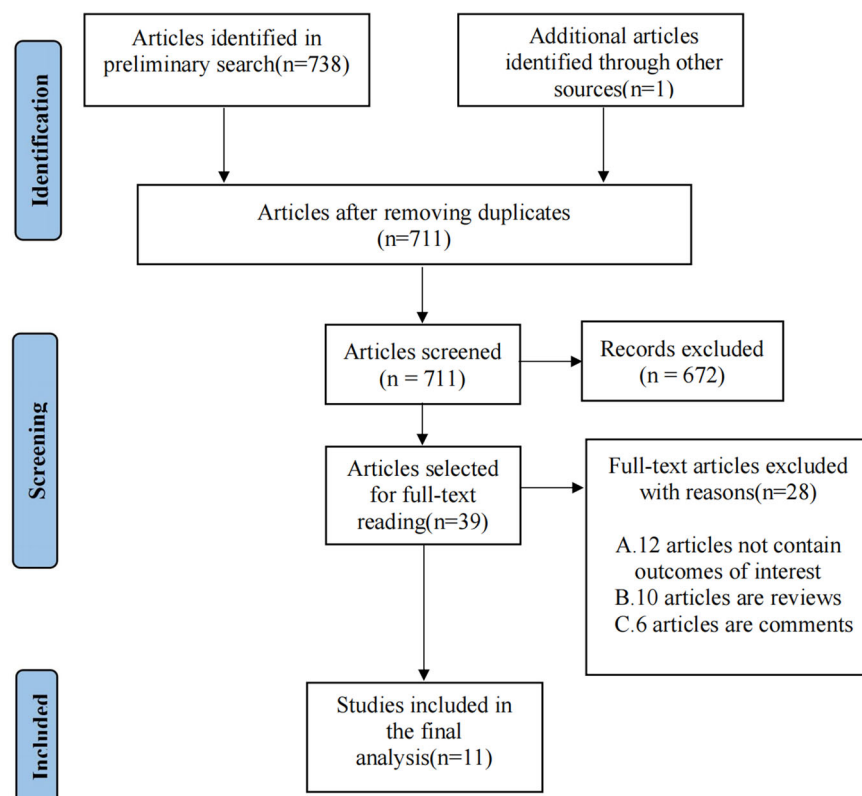 Identification
Articles identified in
preliminary search(n=738)
Additional articles
identified through other
sources(n=1)
Articles after removing duplicates
(n=711)
Screening
Articles screened
(n = 711)
Records excluded
(n = 672)
Articles selected
for full-text
reading(n=39)
Full-text articles excluded
with reasons(n=28)
A.12 articles not contain
outcomes of interest
B.10 articles are reviews
C.6 articles are comments
Included
Studies included in
the final
analysis(n=11)